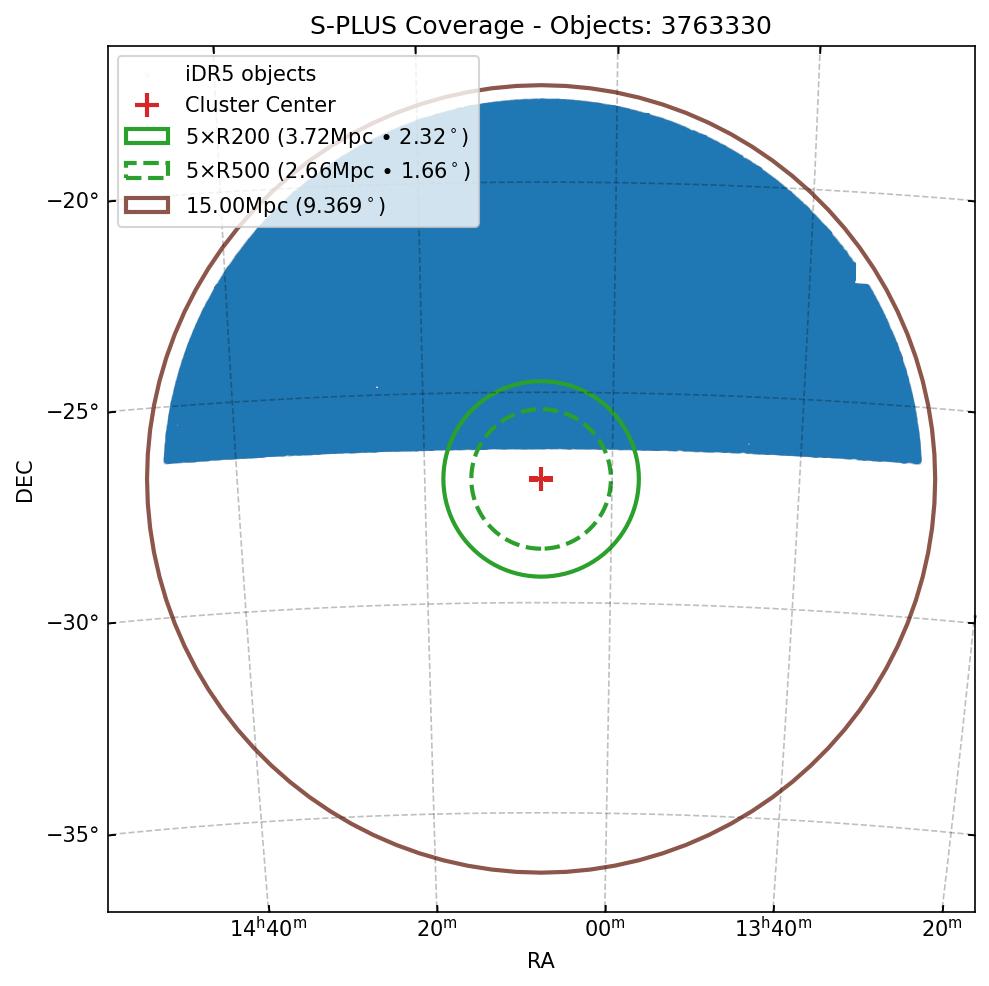 S-PLUS Coverage - Objects: 3763330
iDR5 objects
Cluster Center
5×R200 (3.72Mpc • 2.32°)
5×R500 (2.66Mpc • 1.66°)
15.00Mpc (9.369°)
−20°
−25°
−30°
−35°
DEC
14ʰ40ᵐ
20ᵐ
00ᵐ
13ʰ40ᵐ
20ᵐ
RA